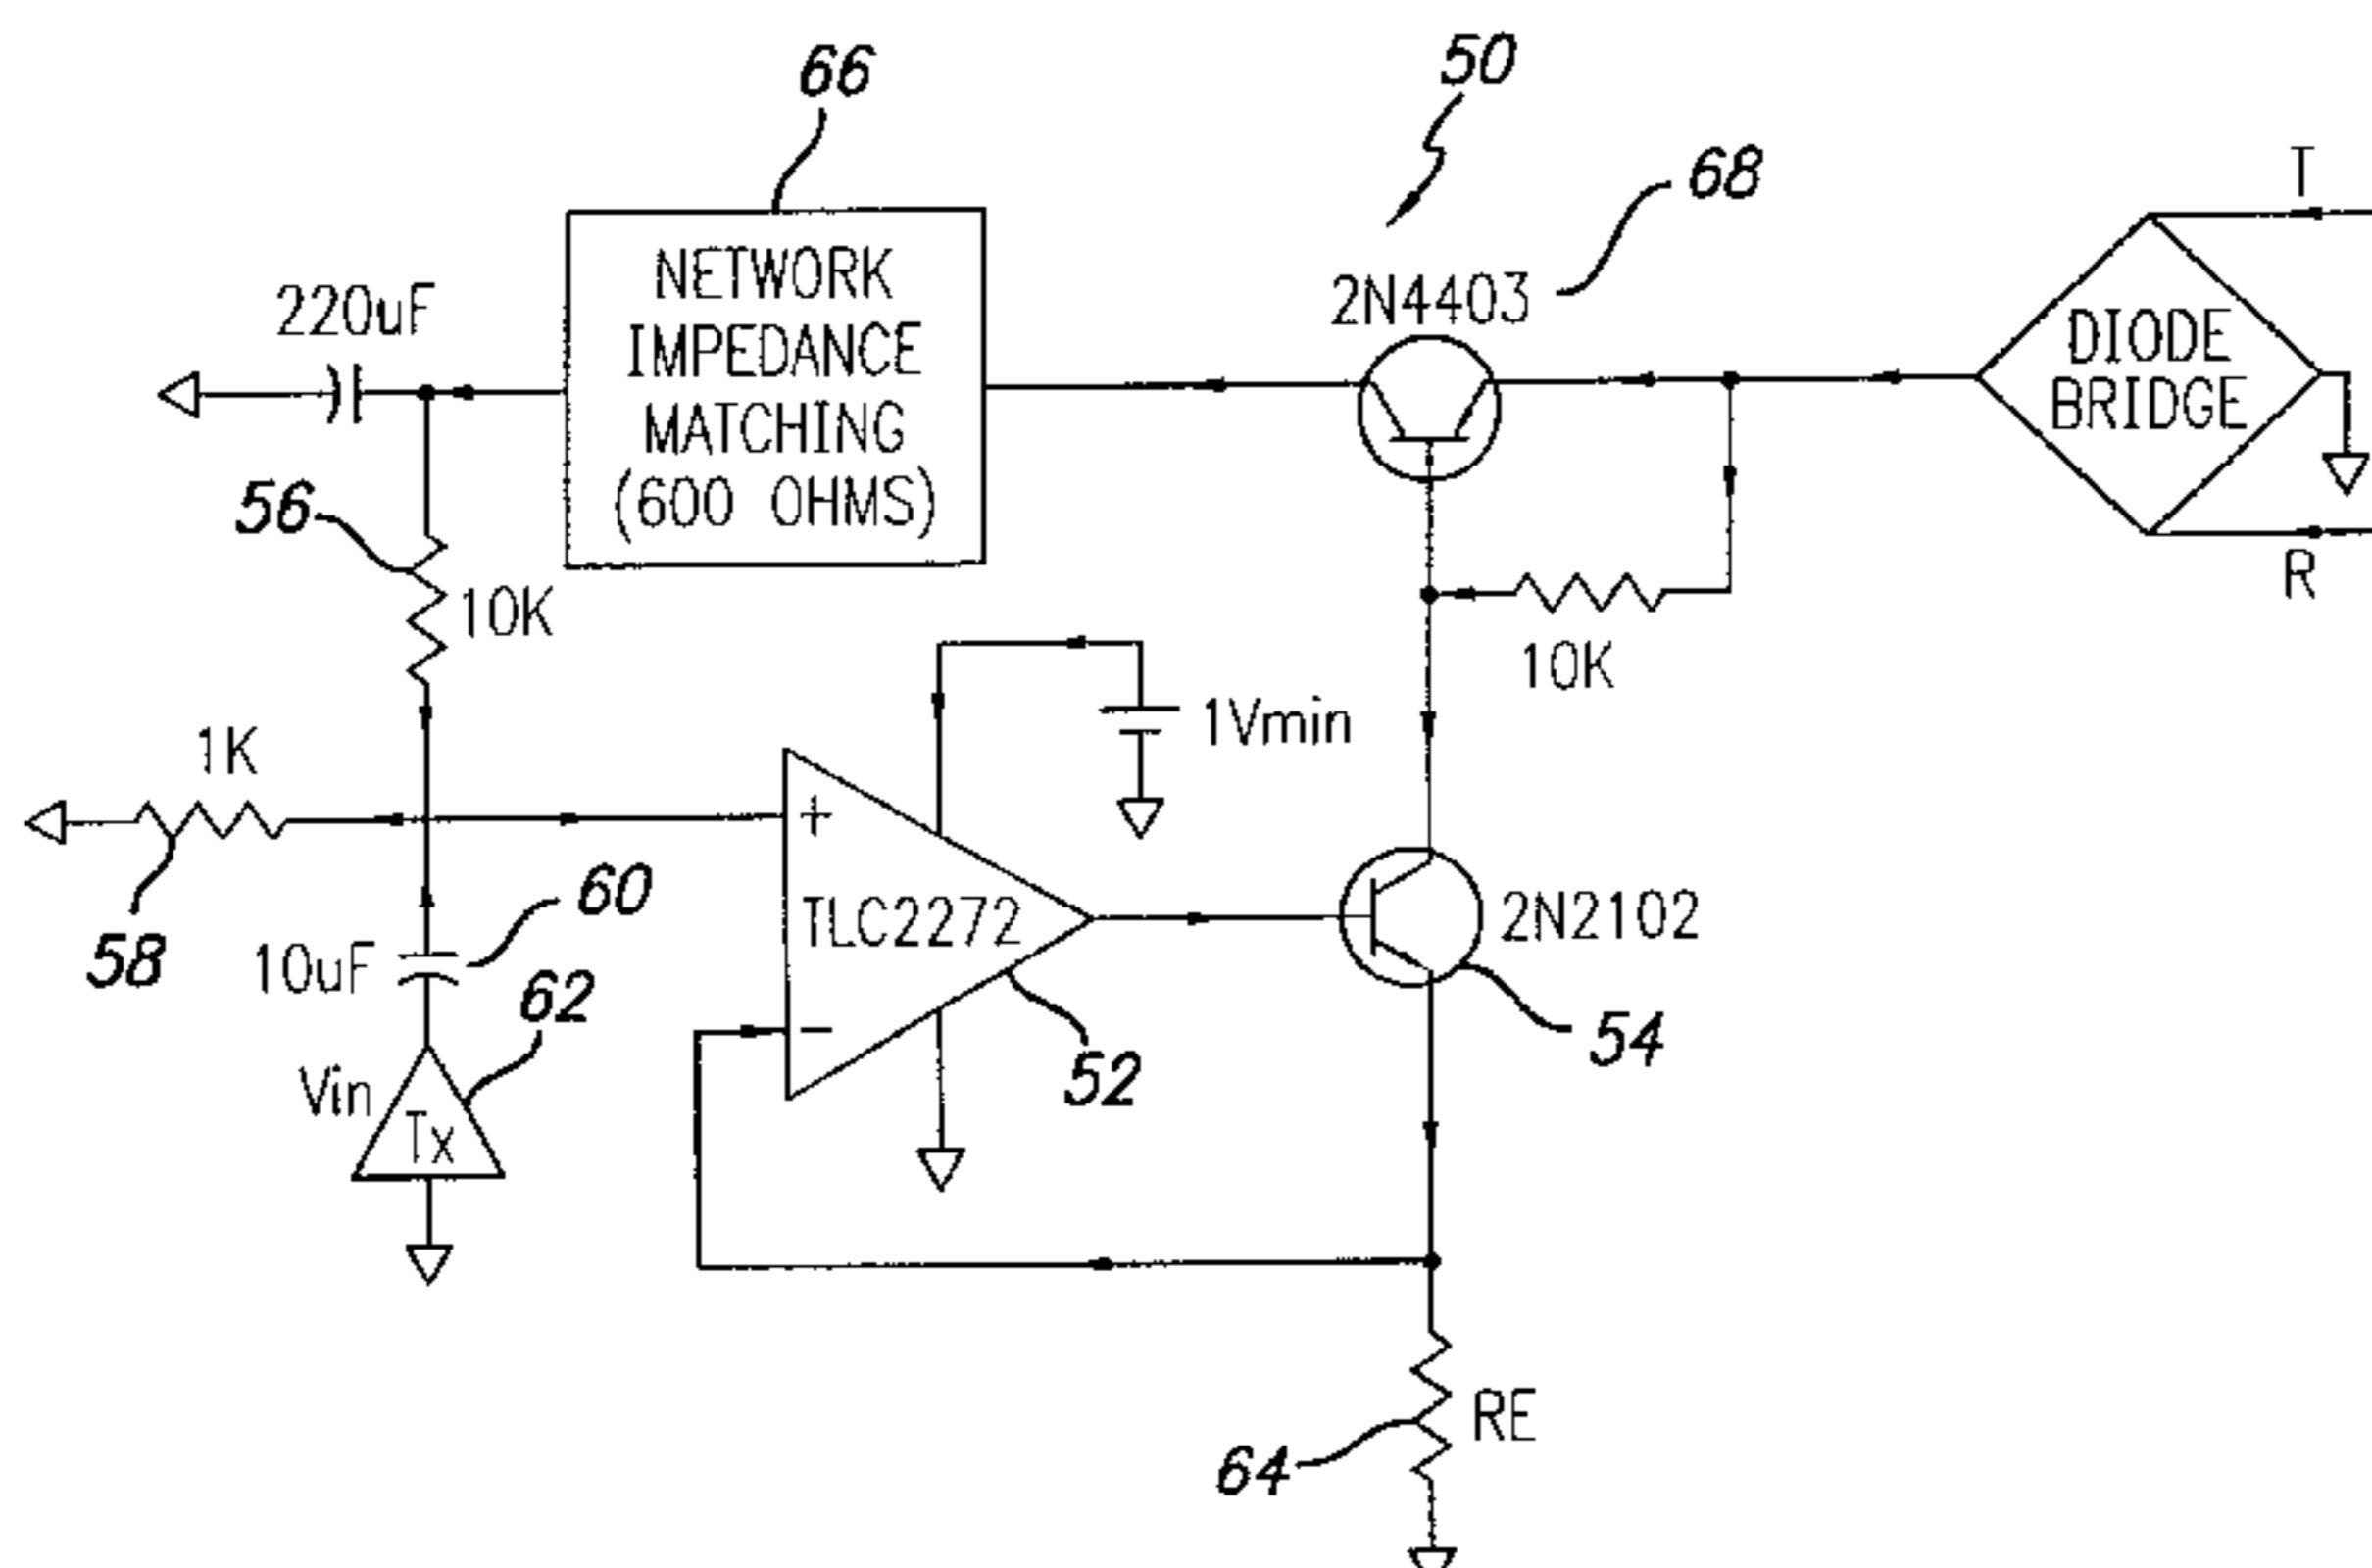 66
50
68
T
NETWORK
IMPEDANCE
MATCHING
(600 OHMS)
220uF
2N4403
DIODE
BRIDGE
R
56
10K
10K
1Vmin
1K
58
+
TLC2272
−
52
2N2102
54
60
10uF
62
Vin
Tx
RE
64